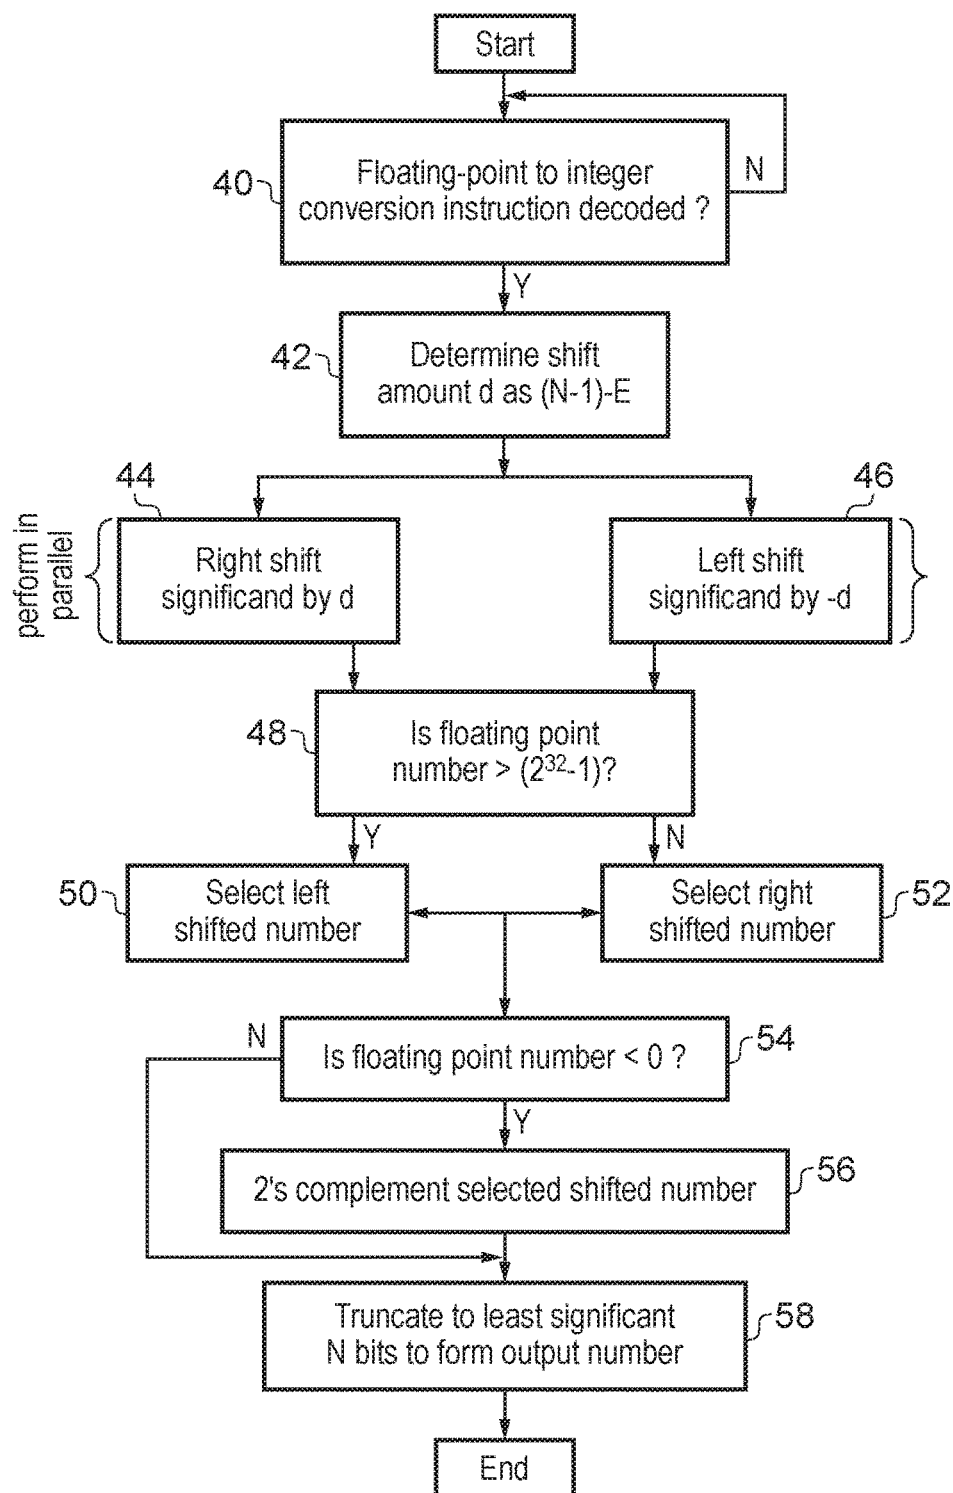 Start
N
40
Floating-point to integer
conversion instruction decoded ?
Y
42
Determine shift
amount d as (N-1)-E
44
46
perform in
parallel
Right shift
significand by d
Left shift
significand by -d
48
Is floating point
number > (2³²-1)?
Y
N
50
Select left
shifted number
Select right
shifted number
52
N
Is floating point number < 0 ?
54
Y
2's complement selected shifted number
56
Truncate to least significant
N bits to form output number
58
End